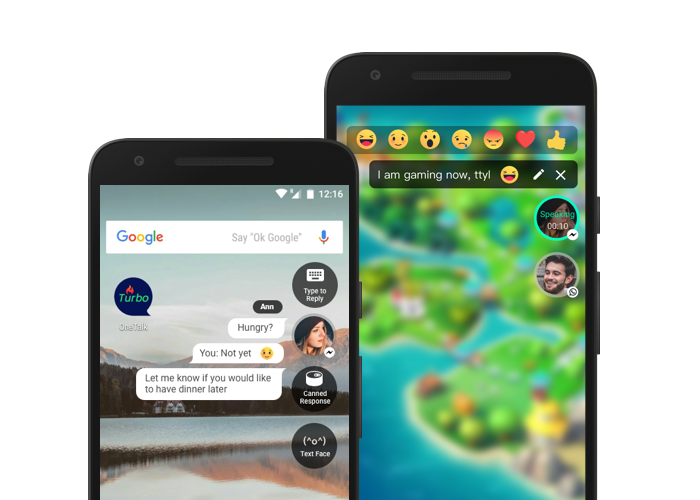 12:16
Google
Say "Ok Google"
Turbo
OneTalk
Type to
Reply
Ann
Hungry?
You: Not yet
Let me know if you would like
to have dinner later
Canned
Response
(^o^)
Text Face
I am gaming now, ttyl
Speaking
00:10